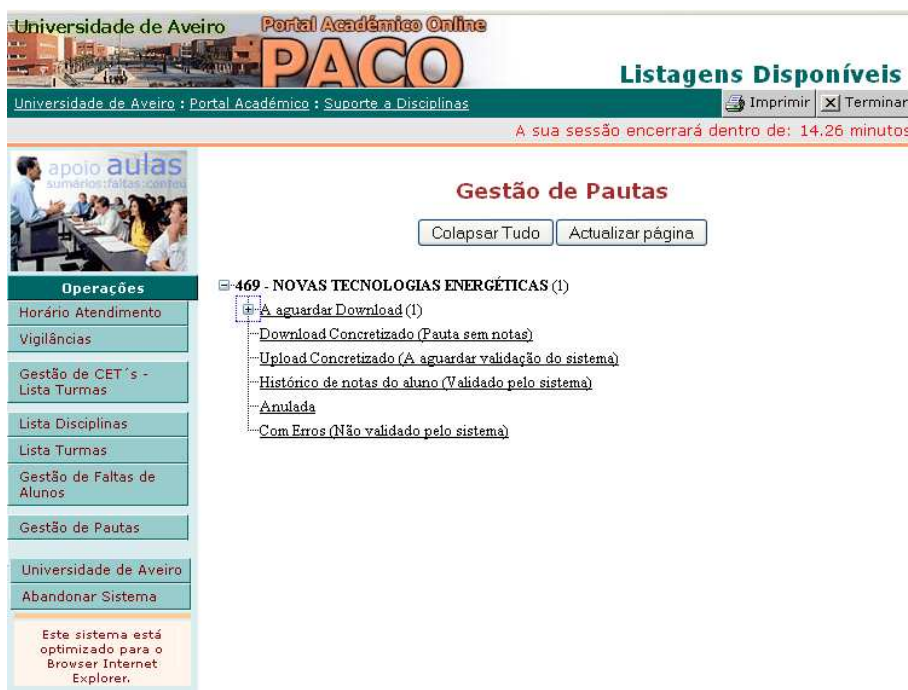 Universidade de Aveiro
Portal Académico Online
PACO
Listagens Disponíveis
Universidade de Aveiro : Portal Académico : Suporte a Disciplinas
Imprimir
Terminar
A sua sessão encerrará dentro de: 14.26 minutos
apoio aulas
sumários:faltas:conteú
Gestão de Pautas
Colapsar Tudo
Actualizar página
Operações
Horário Atendimento
Vigilâncias
Gestão de CET´s -
Lista Turmas
Lista Disciplinas
Lista Turmas
Gestão de Faltas de
Alunos
Gestão de Pautas
Universidade de Aveiro
Abandonar Sistema
Este sistema está
optimizado para o
Browser Internet
Explorer.
469 - NOVAS TECNOLOGIAS ENERGÉTICAS (1)
A aguardar Download (1)
Download Concretizado (Pauta sem notas)
Upload Concretizado (A aguardar validação do sistema)
Histórico de notas do aluno (Validado pelo sistema)
Anulada
Com Erros (Não validado pelo sistema)